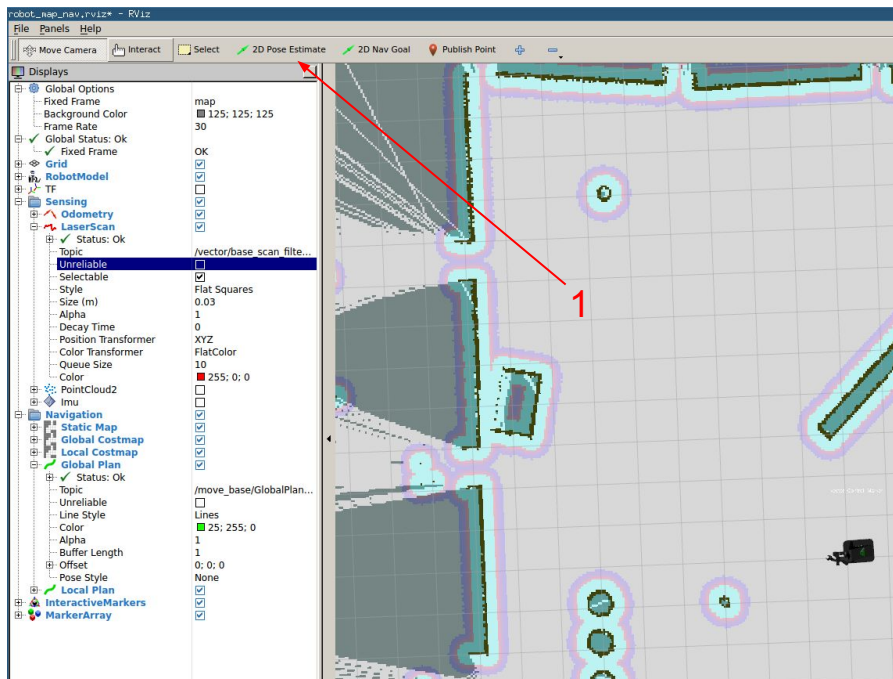 robot_map_nav.rviz* - RViz
File Panels Help
Move Camera Interact Select 2D Pose Estimate 2D Nav Goal Publish Point
Displays
Global Options
Fixed Frame map
Background Color 125; 125; 125
Frame Rate 30
Global Status: Ok
Fixed Frame OK
Grid
RobotModel
TF
Sensing
Odometry
LaserScan
Status: Ok
Topic /vector/base_scan_filte...
Unreliable
Selectable
Style Flat Squares
Size (m) 0.03
Alpha 1
Decay Time 0
Position Transformer XYZ
Color Transformer FlatColor
Queue Size 10
Color 255; 0; 0
PointCloud2
Imu
Navigation
Static Map
Global Costmap
Local Costmap
Global Plan
Status: Ok
Topic /move_base/GlobalPlan...
Unreliable
Line Style Lines
Color 25; 255; 0
Alpha 1
Buffer Length 1
Offset 0; 0; 0
Pose Style None
Local Plan
InteractiveMarkers
MarkerArray
1